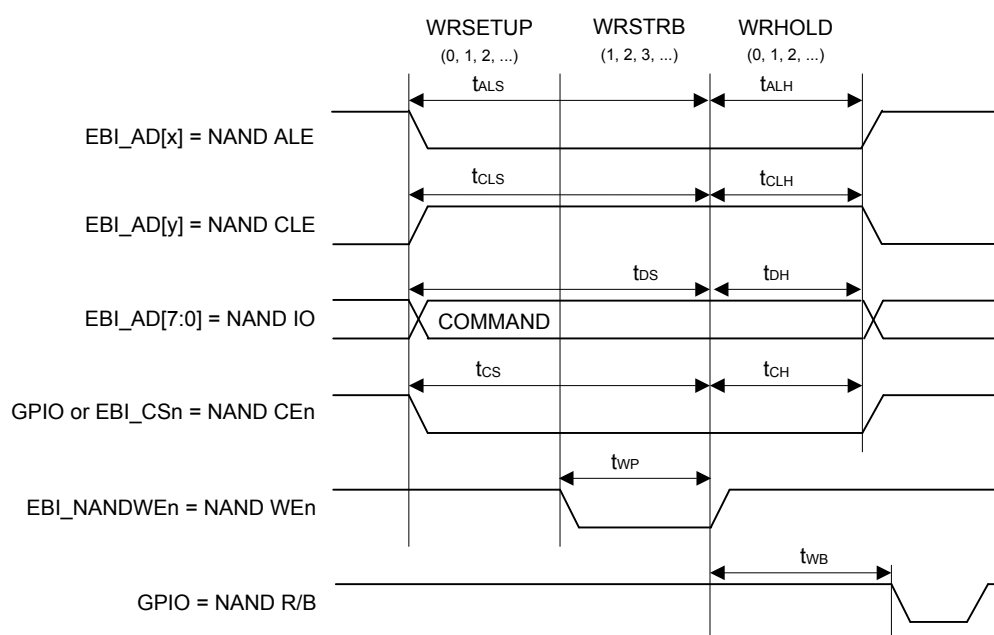 WRSETUP WRSTRB WRHOLD
(0, 1, 2, ...) (1, 2, 3, ...) (0, 1, 2, ...)
tALS tALH
EBI_AD[x] = NAND ALE
tCLS tCLH
EBI_AD[y] = NAND CLE
tDS tDH
EBI_AD[7:0] = NAND IO COMMAND
tCS tCH
GPIO or EBI_CSn = NAND CEn
tWP
EBI_NANDWEn = NAND WEn
tWB
GPIO = NAND R/B